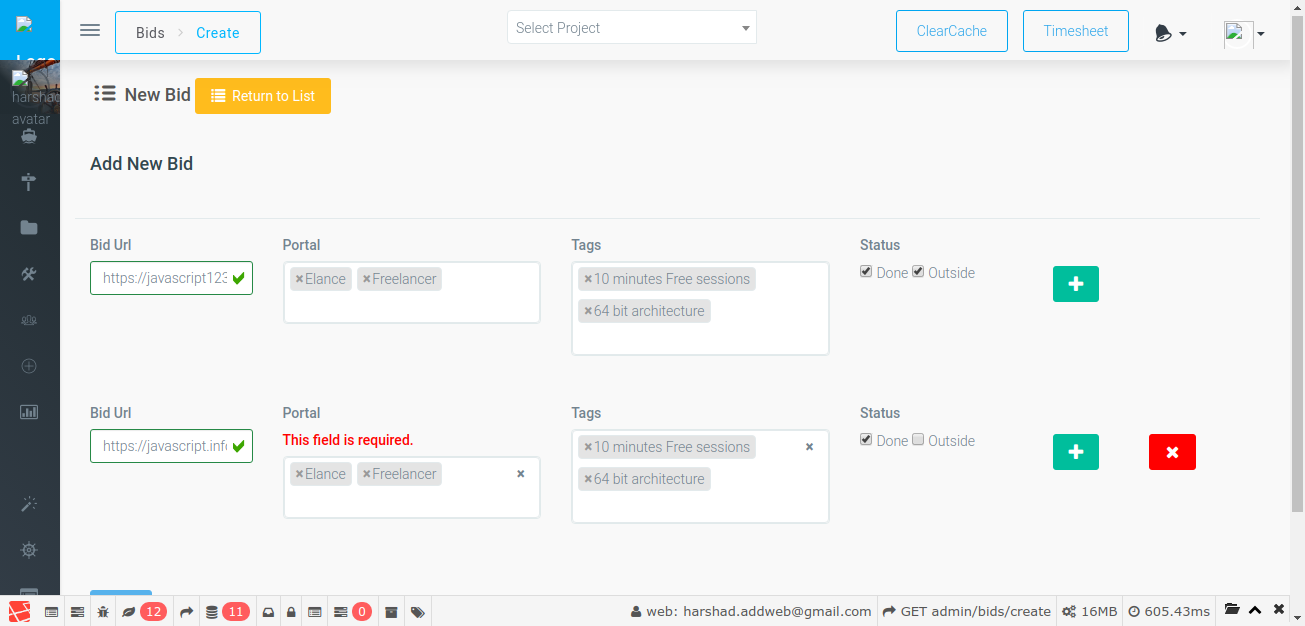 Bids
Create
Select Project
ClearCache
Timesheet
harshad
avatar
New Bid
Return to List
Add New Bid
Bid Url
Portal
Tags
Status
https://javascript123
×Elance
×Freelancer
×10 minutes Free sessions
×64 bit architecture
Done
Outside
Bid Url
Portal
Tags
Status
This field is required.
https://javascript.info
×Elance
×Freelancer
×
×10 minutes Free sessions
×
×64 bit architecture
Done
Outside
12
11
0
web: harshad.addweb@gmail.com
GET admin/bids/create
16MB
605.43ms